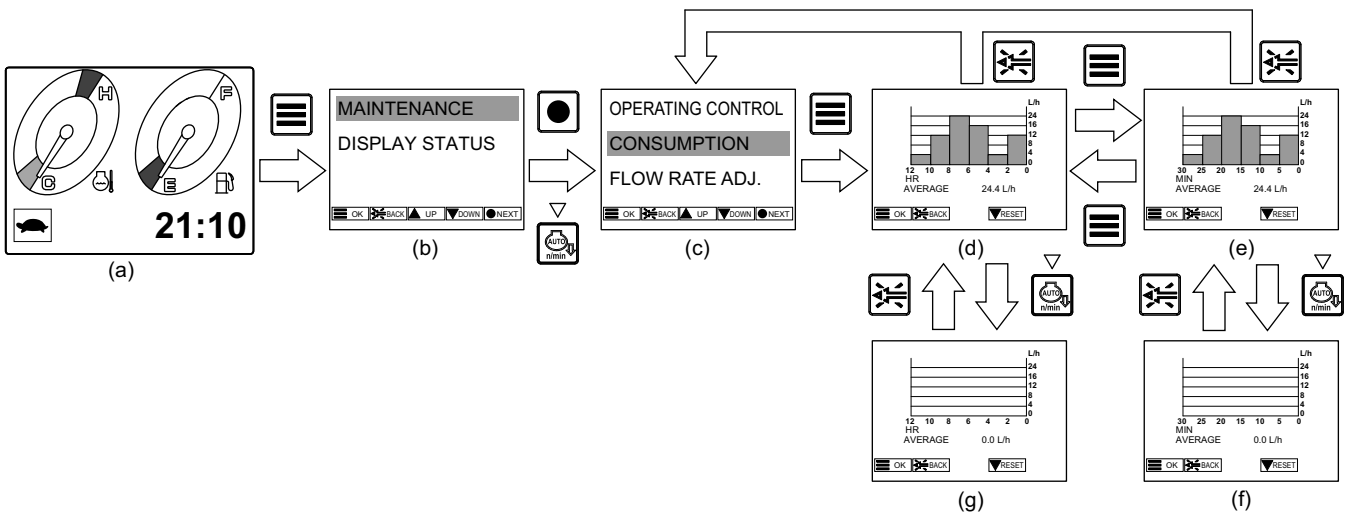 H
C
F
E
21:10
(a)
MAINTENANCE
DISPLAY STATUS
OK BACK UP DOWN NEXT
(b)
AUTO
n/min
OPERATING CONTROL
CONSUMPTION
FLOW RATE ADJ.
OK BACK UP DOWN NEXT
(c)
L/h
24
16
12
8
4
0
12 10 8 6 4 2 0
HR
AVERAGE 24.4 L/h
OK BACK RESET
(d)
AUTO
n/min
L/h
24
16
12
8
4
0
30 25 20 15 10 5 0
MIN
AVERAGE 24.4 L/h
OK BACK RESET
(e)
AUTO
n/min
L/h
24
16
12
8
4
0
12 10 8 6 4 2 0
HR
AVERAGE 0.0 L/h
OK BACK RESET
(g)
L/h
24
16
12
8
4
0
30 25 20 15 10 5 0
MIN
AVERAGE 0.0 L/h
OK BACK RESET
(f)